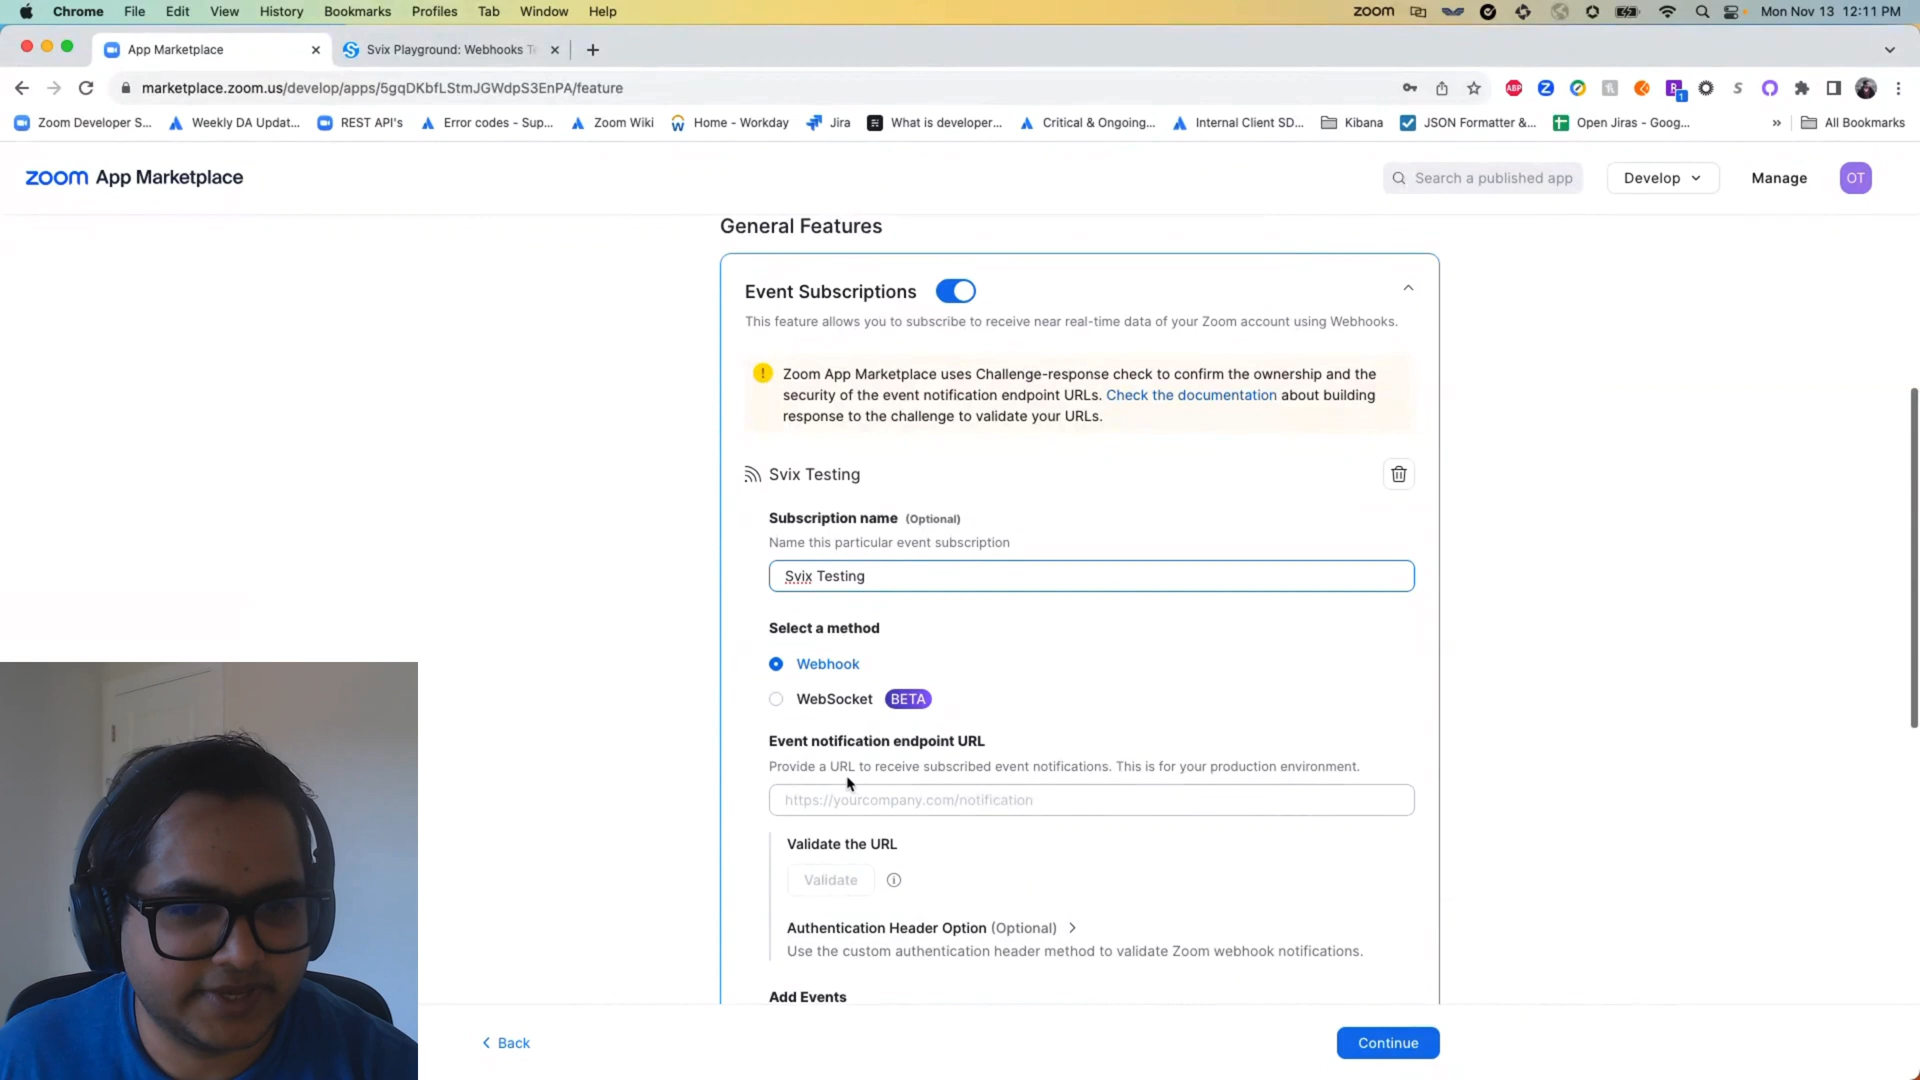 Chrome File Edit View History Bookmarks Profiles Tab Window Help zoom Mon Nov 13 12:11 PM
App Marketplace Svix Playground: Webhooks Te
marketplace.zoom.us/develop/apps/5gqDKbfLStmJGWdpS3EnPA/feature
Zoom Developer S... Weekly DA Updat... REST API's Error codes - Sup... Zoom Wiki Home - Workday Jira What is developer... Critical & Ongoing... Internal Client SD... Kibana JSON Formatter &... Open Jiras - Goog... » All Bookmarks
zoom App Marketplace Search a published app Develop Manage OT
General Features
Event Subscriptions
This feature allows you to subscribe to receive near real-time data of your Zoom account using Webhooks.
Zoom App Marketplace uses Challenge-response check to confirm the ownership and the
security of the event notification endpoint URLs. Check the documentation about building
response to the challenge to validate your URLs.
Svix Testing
Subscription name (Optional)
Name this particular event subscription
Svix Testing
Select a method
Webhook
WebSocket BETA
Event notification endpoint URL
Provide a URL to receive subscribed event notifications. This is for your production environment.
https://yourcompany.com/notification
Validate the URL
Validate
Authentication Header Option (Optional)
Use the custom authentication header method to validate Zoom webhook notifications.
Add Events
Back Continue